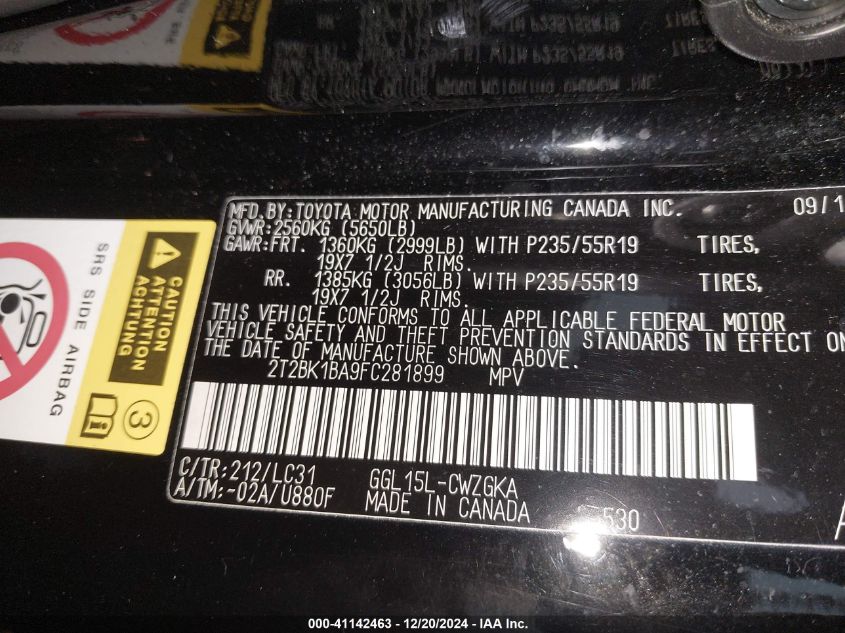 MFD.BY:TOYOTA MOTOR MANUFACTURING CANADA INC. 09/1
GVWR:2560KG (5650LB)
GAWR:FRT. 1360KG (2999LB) WITH P235/55R19 TIRES,
19X7 1/2J RIMS.
RR. 1385KG (3056LB) WITH P235/55R19 TIRES,
19X7 1/2J RIMS.
THIS VEHICLE CONFORMS TO ALL APPLICABLE FEDERAL MOTOR
VEHICLE SAFETY AND THEFT PREVENTION STANDARDS IN EFFECT ON
THE DATE OF MANUFACTURE SHOWN ABOVE.
2T2BK1BA9FC281899 MPV
C/TR:212/LC31 GGL15L-CWZGKA
A/TM:-02A/U880F MADE IN CANADA 530
CAUTION
ATTENTION
ACHTUNG
SRS SIDE AIRBAG
3
000-41142463 - 12/20/2024 - IAA Inc.